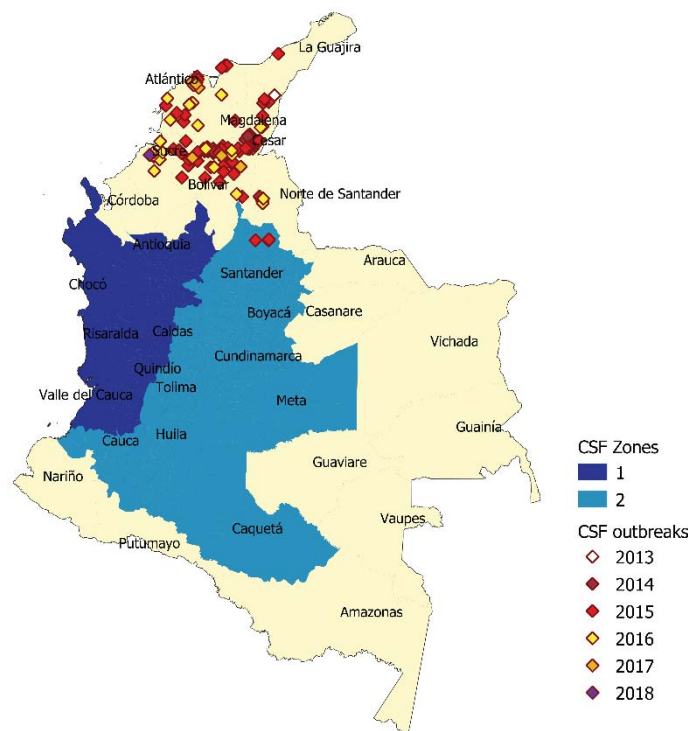 La Guajira
Atlántico
Magdalena
Cesar
Sucre
Bolívar
Norte de Santander
Córdoba
Antioquia
Arauca
Santander
Chocó
Boyacá
Casanare
Risaralda
Caldas
Vichada
Cundinamarca
Quindío
Tolima
Valle del Cauca
Meta
Guainía
Huila
Cauca
CSF Zones
Guaviare
1
Nariño
2
Vaupes
Caquetá
CSF outbreaks
Putumayo
2013
2014
Amazonas
2015
2016
2017
2018